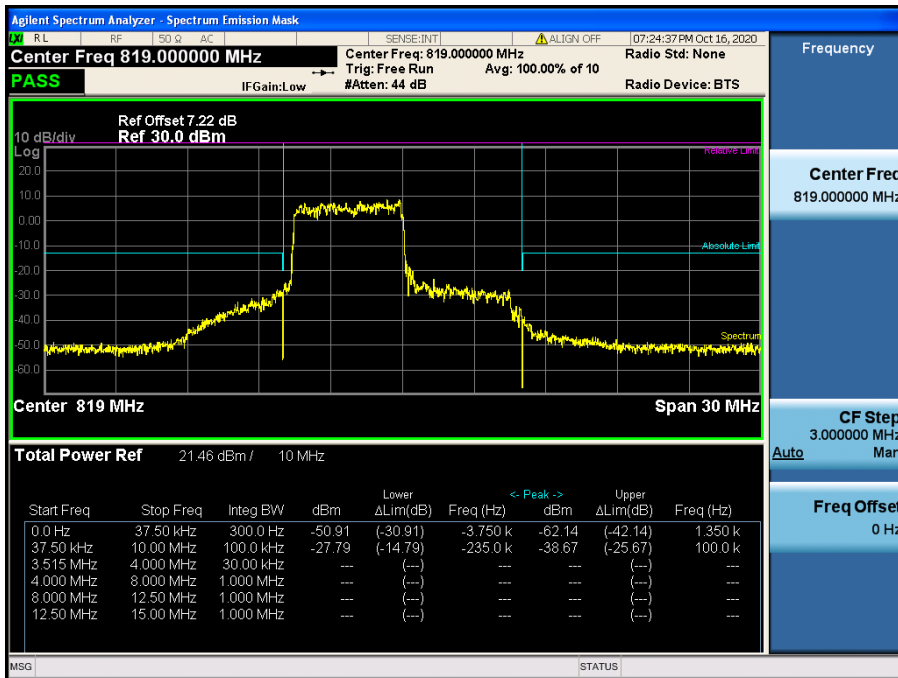 Agilent Spectrum Analyzer - Spectrum Emission Mask
LXI RL RF 50 Ω AC SENSE:INT ALIGN OFF 07:24:37 PM Oct 16, 2020
Center Freq 819.000000 MHz
Center Freq: 819.000000 MHz Radio Std: None
Trig: Free Run Avg: 100.00% of 10
PASS IFGain:Low #Atten: 44 dB Radio Device: BTS
Frequency
Ref Offset 7.22 dB
10 dB/div Ref 30.0 dBm
Log
Relative Limit
20.0
10.0
0.00
-10.0
Absolute Limit
-20.0
-30.0
-40.0
-50.0
Spectrum
-60.0
Center 819 MHz Span 30 MHz
Center Freq
819.000000 MHz
CF Step
3.000000 MHz
Auto Man
Freq Offset
0 Hz
Total Power Ref 21.46 dBm / 10 MHz
Lower <- Peak -> Upper
Start Freq Stop Freq Integ BW dBm ΔLim(dB) Freq (Hz) dBm ΔLim(dB) Freq (Hz)
0.0 Hz 37.50 kHz 300.0 Hz -50.91 (-30.91) -3.750 k -62.14 (-42.14) 1.350 k
37.50 kHz 10.00 MHz 100.0 kHz -27.79 (-14.79) -235.0 k -38.67 (-25.67) 100.0 k
3.515 MHz 4.000 MHz 30.00 kHz --- (---) --- --- (---) ---
4.000 MHz 8.000 MHz 1.000 MHz --- (---) --- --- (---) ---
8.000 MHz 12.50 MHz 1.000 MHz --- (---) --- --- (---) ---
12.50 MHz 15.00 MHz 1.000 MHz --- (---) --- --- (---) ---
MSG STATUS